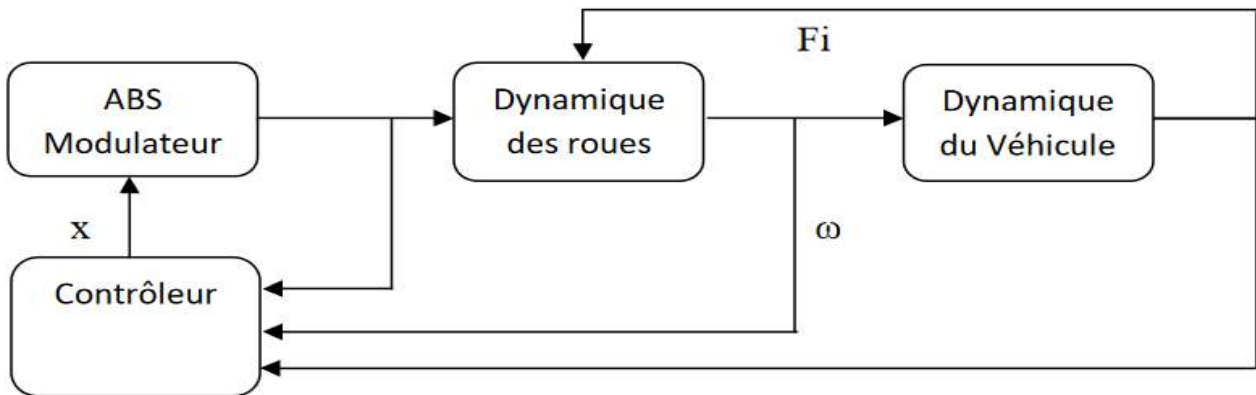 Fi
ABS
Modulateur
Dynamique
des roues
Dynamique
du Véhicule
x
ω
Contrôleur